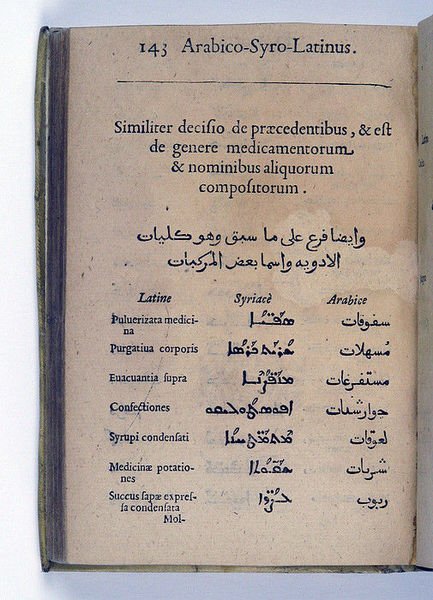 143 Arabico-Syro-Latinus.
Similiter deciſio de præcedentibus, & eſt
de genere medicamentorum
& nominibus aliquorum
compoſitorum.
وايضا فرع على ما سبق وهو كليات
الادويه واسما بعض المركبات
Latine Syriacè Arabice
Puluerizata medici-
na سفوفات
Purgatiua corporis مُسهلات
Euacuantia supra مستفرغات
Confectiones جوارشنات
Syrupi condenſati لعوقات
Medicinæ potatio-
nes شربات
Succus ſapæ expreſ-
ſa condenſata ربوب
Mol-